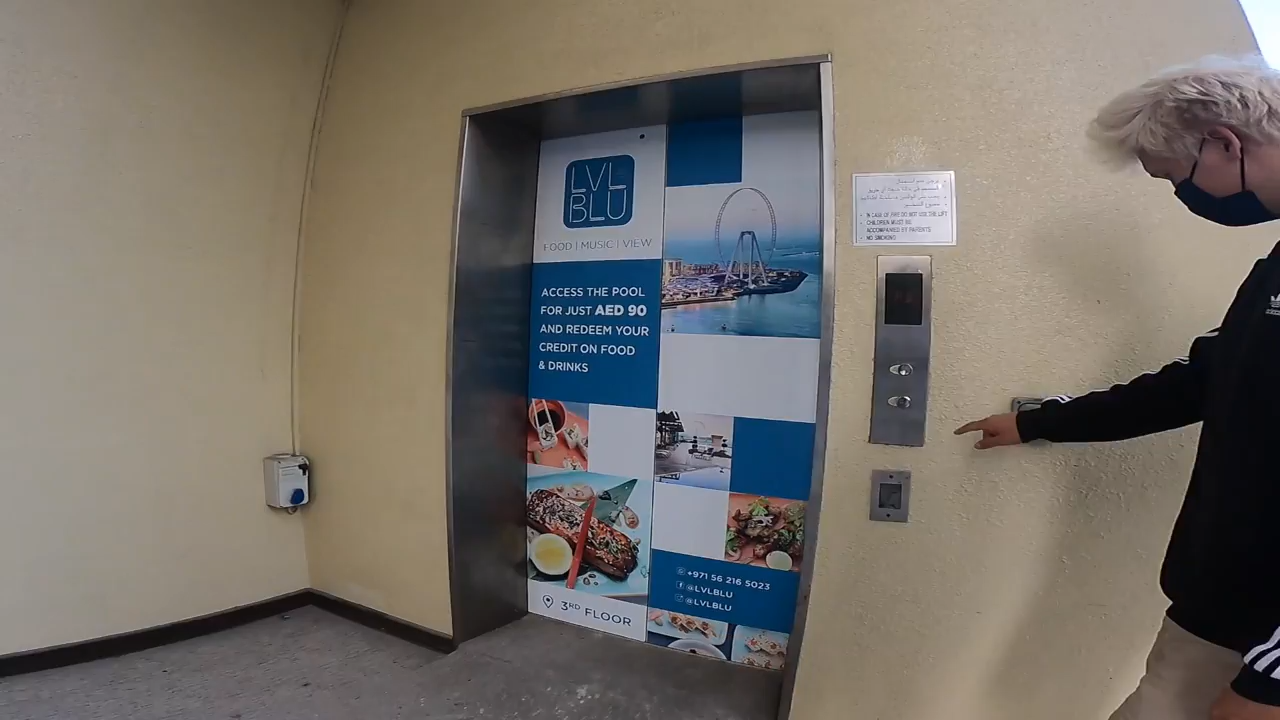 LVL
BLU
FOOD | MUSIC | VIEW
ACCESS THE POOL
FOR JUST AED 90
AND REDEEM YOUR
CREDIT ON FOOD
& DRINKS
3RD FLOOR
+971 56 216 5023
@LVLBLU
@LVLBLU
• IN CASE OF FIRE DO NOT USE THE LIFT
• CHILDREN MUST BE
ACCOMPANIED BY PARENTS
• NO SMOKING